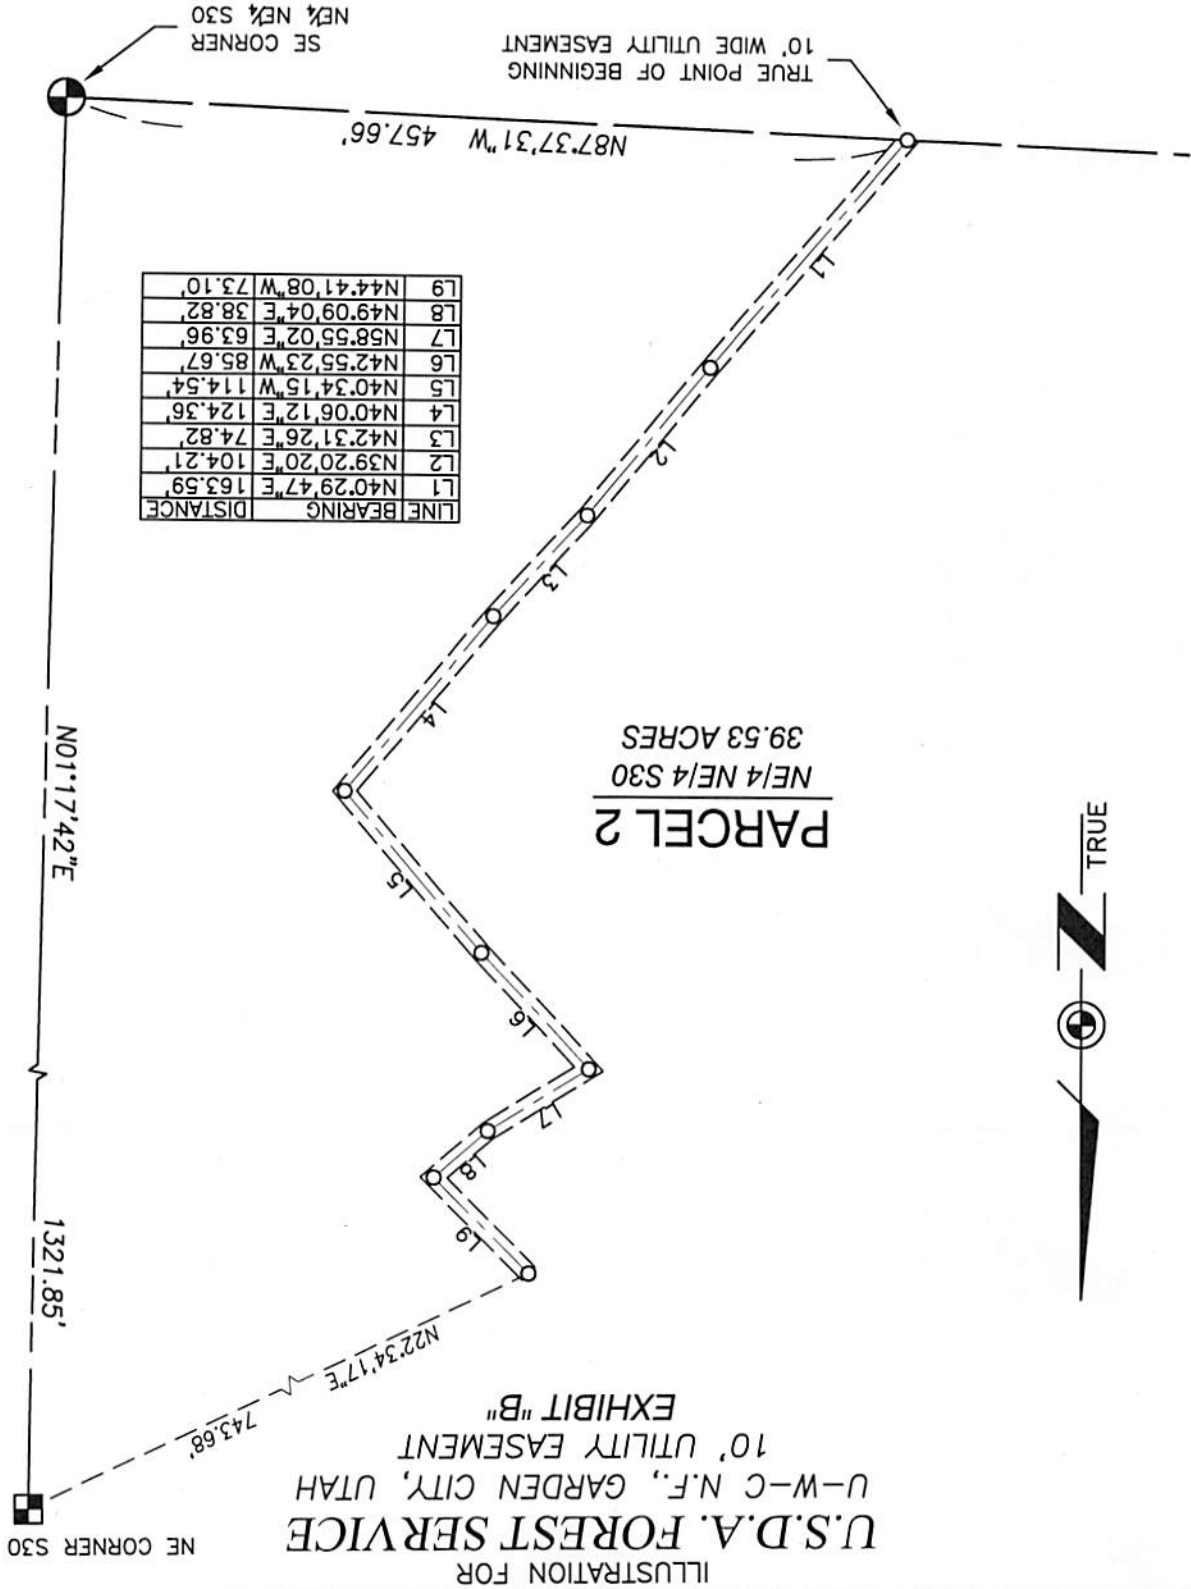 ILLUSTRATION FOR
U.S.D.A. FOREST SERVICE
U-W-C N.F., GARDEN CITY, UTAH
10' UTILITY EASEMENT
EXHIBIT "B"
NE CORNER S30
743.68'
N22°34'17"E
1321.85'
N01°17'42"E
L9
L8
L7
L6
L5
L4
L3
L2
L1
TRUE
N
PARCEL 2
NE/4 NE/4 S30
39.53 ACRES
LINE BEARING DISTANCE
L1 N40°29'47"E 163.59'
L2 N39°20'20"E 104.21'
L3 N42°31'26"E 74.82'
L4 N40°06'12"E 124.36'
L5 N40°34'15"W 114.54'
L6 N42°55'23"W 85.67'
L7 N58°55'02"E 63.96'
L8 N49°09'04"E 38.82'
L9 N44°41'08"W 73.10'
N87°37'31"W 457.66'
TRUE POINT OF BEGINNING
10' WIDE UTILITY EASEMENT
SE CORNER
NE¼ NE¼ S30